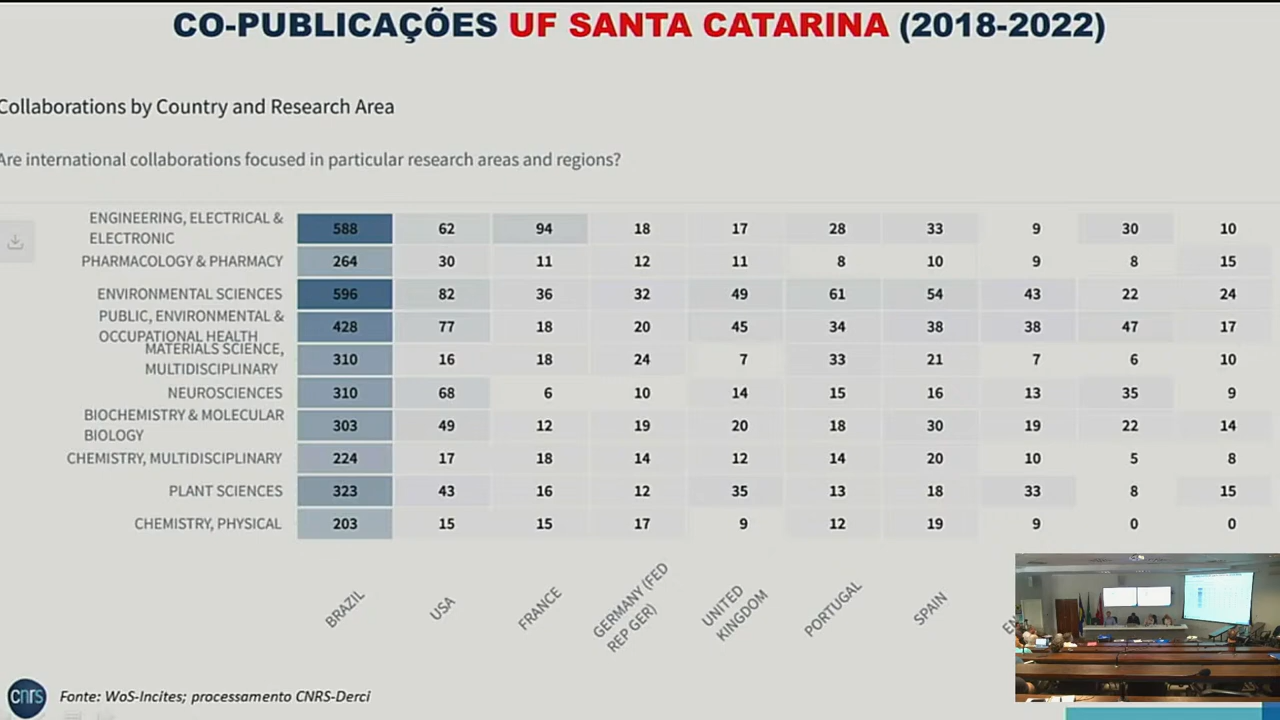 CO-PUBLICAÇÕES UF SANTA CATARINA (2018-2022)
Collaborations by Country and Research Area
Are international collaborations focused in particular research areas and regions?
ENGINEERING, ELECTRICAL &
ELECTRONIC
588 62 94 18 17 28 33 9 30 10
PHARMACOLOGY & PHARMACY 264 30 11 12 11 8 10 9 8 15
ENVIRONMENTAL SCIENCES 596 82 36 32 49 61 54 43 22 24
PUBLIC, ENVIRONMENTAL &
OCCUPATIONAL HEALTH
428 77 18 20 45 34 38 38 47 17
MATERIALS SCIENCE,
MULTIDISCIPLINARY
310 16 18 24 7 33 21 7 6 10
NEUROSCIENCES 310 68 6 10 14 15 16 13 35 9
BIOCHEMISTRY & MOLECULAR
BIOLOGY
303 49 12 19 20 18 30 19 22 14
CHEMISTRY, MULTIDISCIPLINARY 224 17 18 14 12 14 20 10 5 8
PLANT SCIENCES 323 43 16 12 35 13 18 33 8 15
CHEMISTRY, PHYSICAL 203 15 15 17 9 12 19 9 0 0
BRAZIL
USA
FRANCE
GERMANY (FED
REP GER)
UNITED
KINGDOM
PORTUGAL
SPAIN
cnrs
Fonte: WoS-Incites; processamento CNRS-Derci